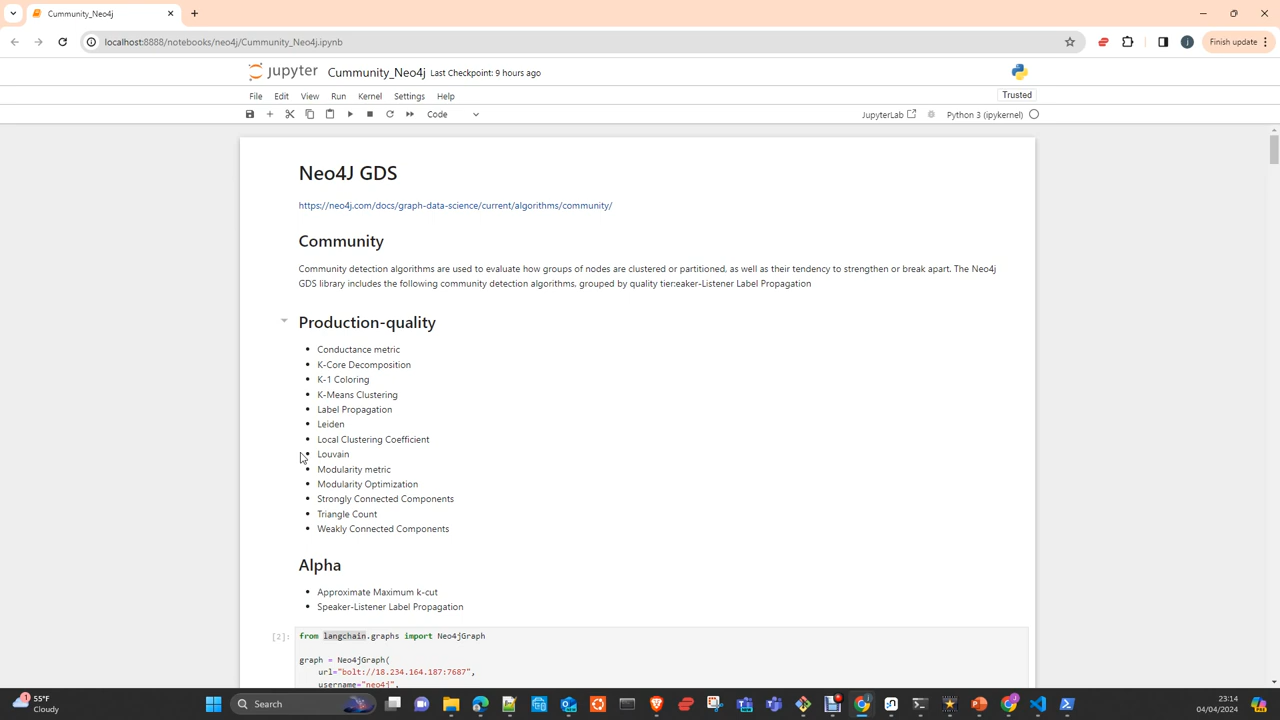 Cummunity_Neo4j
localhost:8888/notebooks/neo4j/Cummunity_Neo4j.ipynb
Finish update
jupyter Cummunity_Neo4j Last Checkpoint: 9 hours ago
File Edit View Run Kernel Settings Help
Trusted
Code
JupyterLab
Python 3 (ipykernel)
Neo4J GDS
https://neo4j.com/docs/graph-data-science/current/algorithms/community/
Community
Community detection algorithms are used to evaluate how groups of nodes are clustered or partitioned, as well as their tendency to strengthen or break apart. The Neo4j
GDS library includes the following community detection algorithms, grouped by quality tier:eaker-Listener Label Propagation
Production-quality
• Conductance metric
• K-Core Decomposition
• K-1 Coloring
• K-Means Clustering
• Label Propagation
• Leiden
• Local Clustering Coefficient
• Louvain
• Modularity metric
• Modularity Optimization
• Strongly Connected Components
• Triangle Count
• Weakly Connected Components
Alpha
• Approximate Maximum k-cut
• Speaker-Listener Label Propagation
[2]: from langchain.graphs import Neo4jGraph
graph = Neo4jGraph(
url="bolt://18.234.164.187:7687",
username="neo4j",
55°F
Cloudy
Search
23:14
04/04/2024